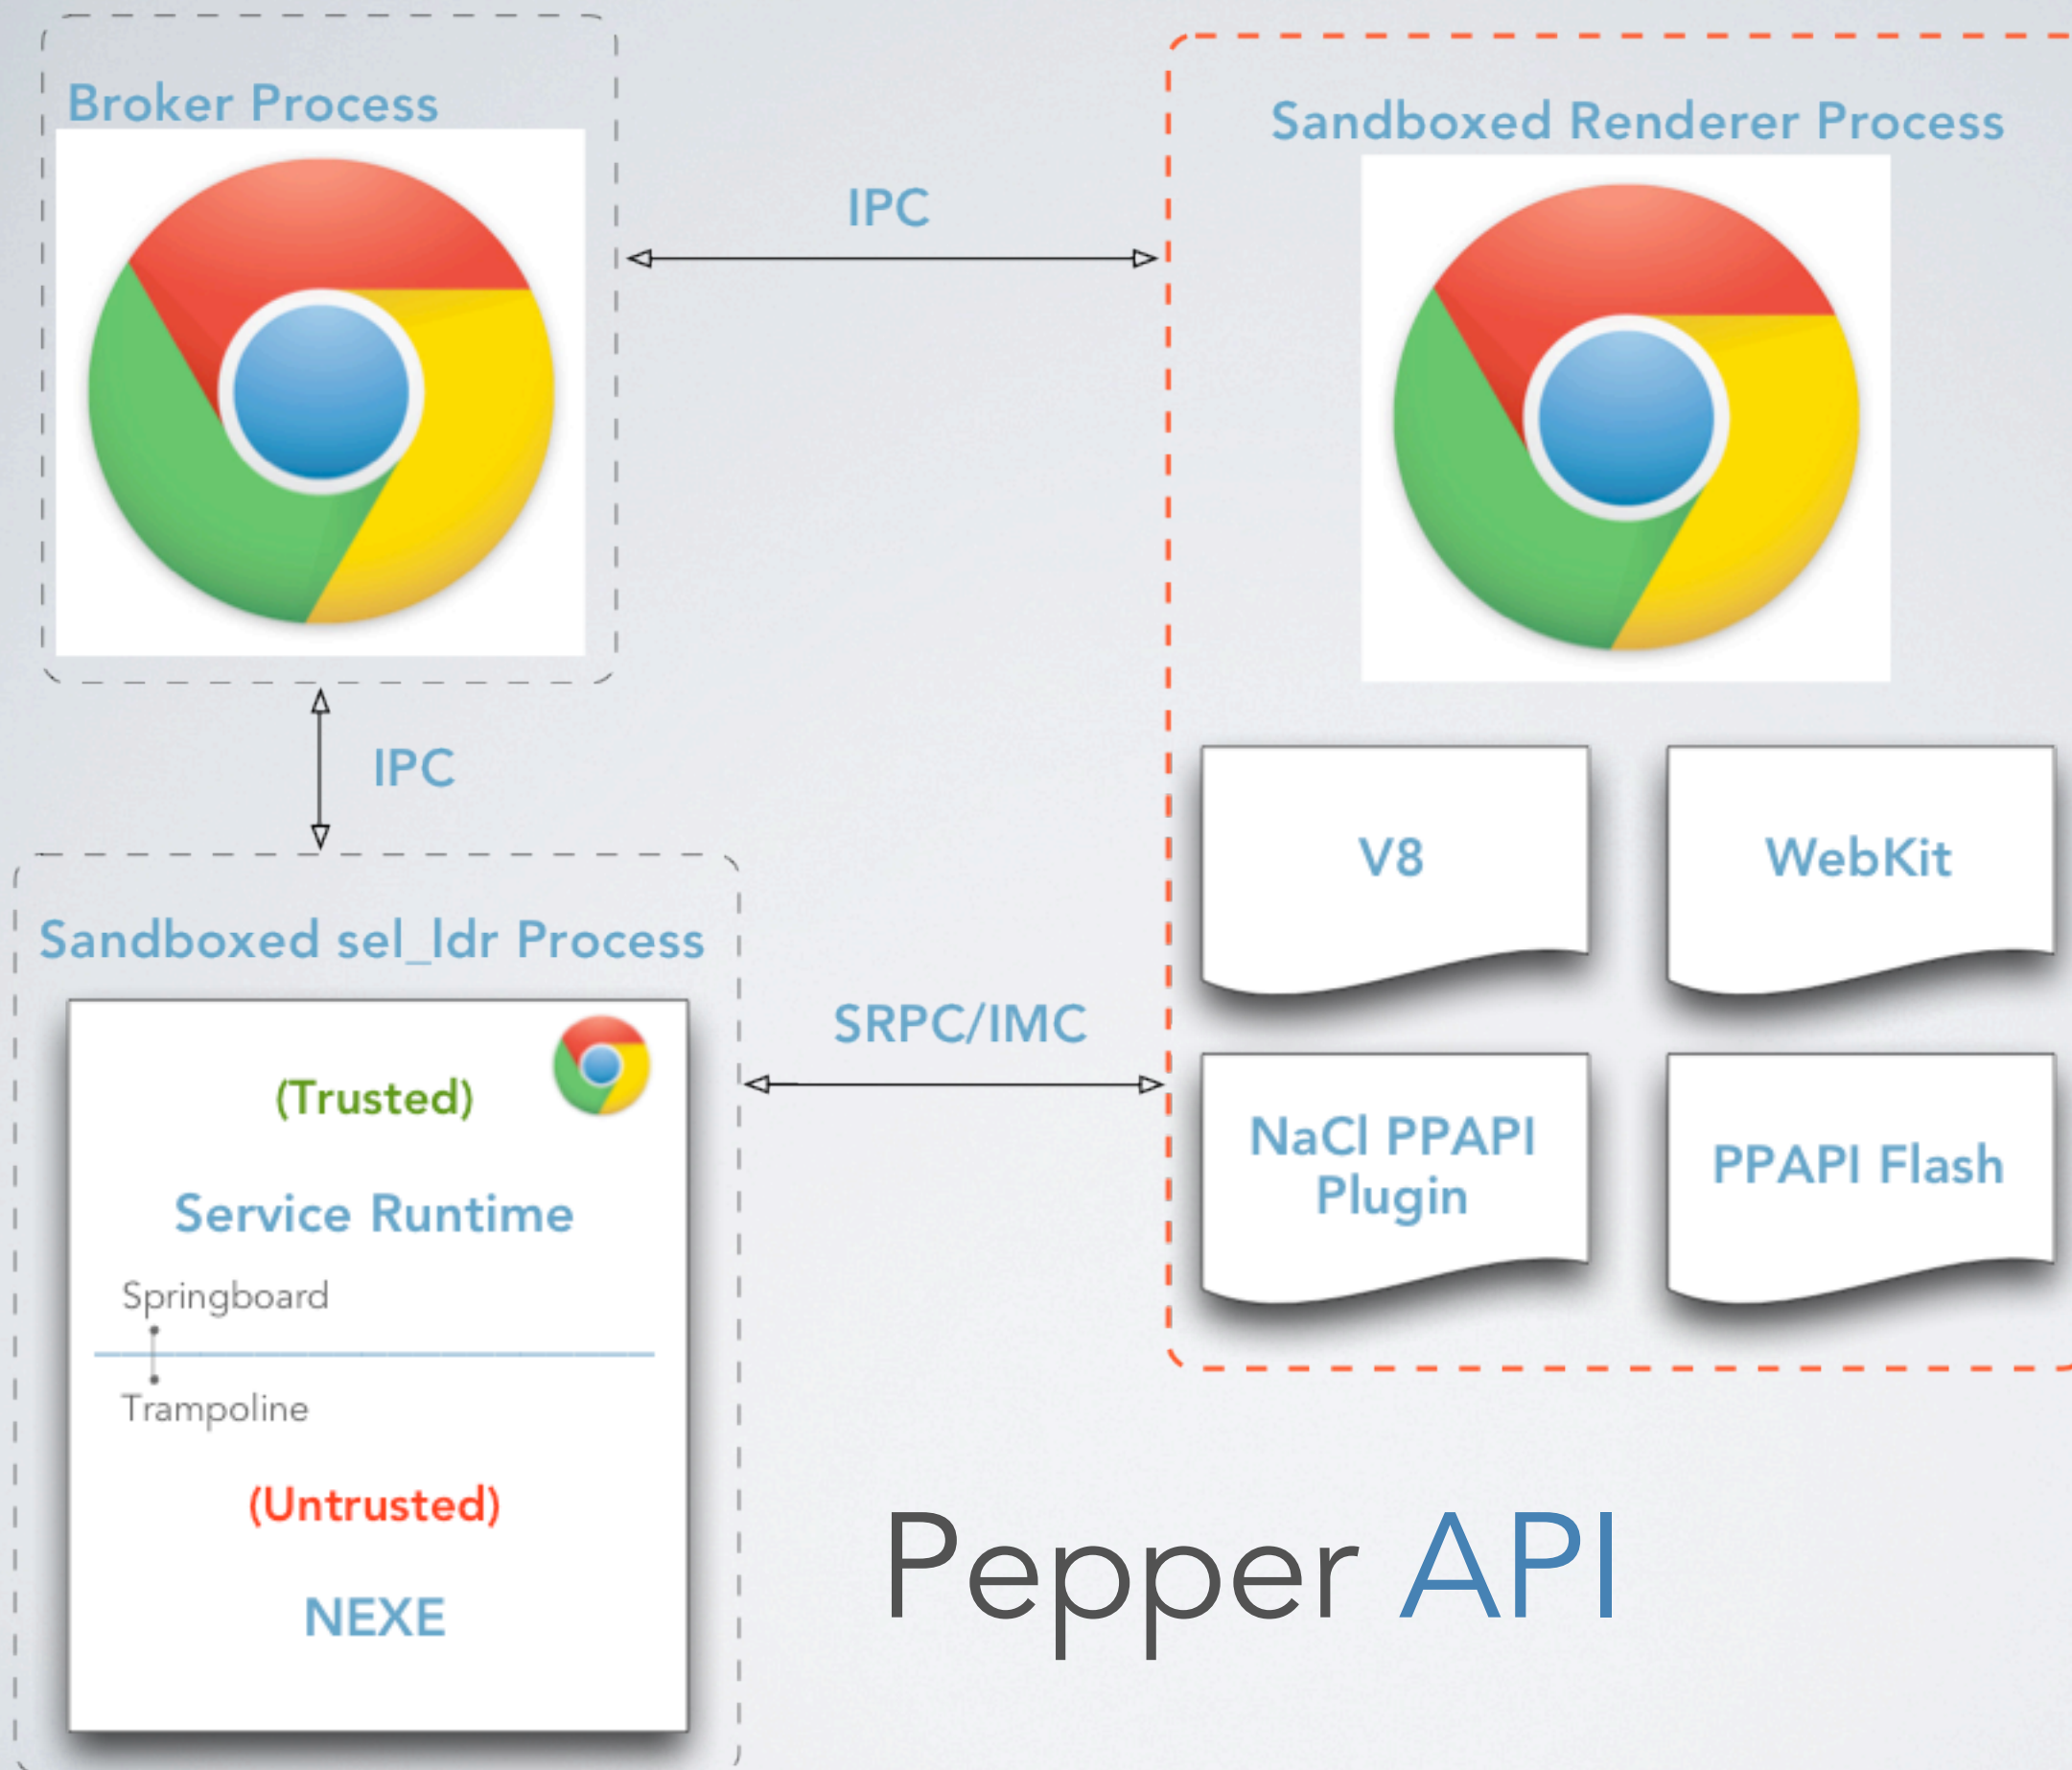 Broker Process
Sandboxed Renderer Process
IPC
IPC
V8
WebKit
Sandboxed sel_ldr Process
SRPC/IMC
(Trusted)
NaCl PPAPI
Plugin
PPAPI Flash
Service Runtime
Springboard
Trampoline
(Untrusted)
NEXE
Pepper API